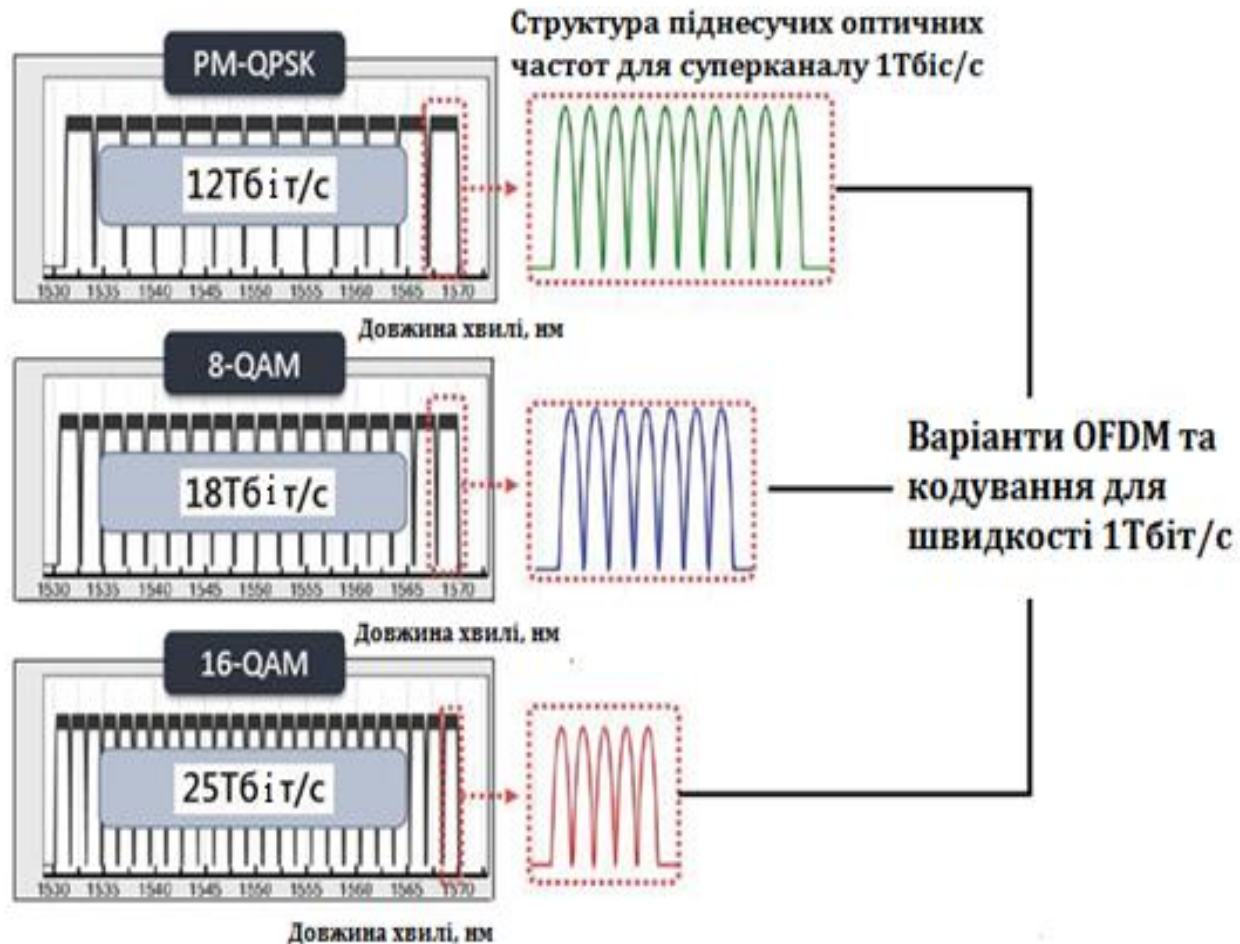 Структура піднесучих оптичних
частот для суперканалу 1Тбіс/с
PM-QPSK
12Тбіт/с
1530 1535 1540 1545 1550 1555 1560 1565 1570
Довжина хвилі, нм
8-QAM
18Тбіт/с
1530 1535 1540 1545 1550 1555 1560 1565 1570
Довжина хвилі, нм
16-QAM
25Тбіт/с
1530 1535 1540 1545 1550 1555 1560 1565 1570
Довжина хвилі, нм
Варіанти OFDM та
кодування для
швидкості 1Тбіт/с